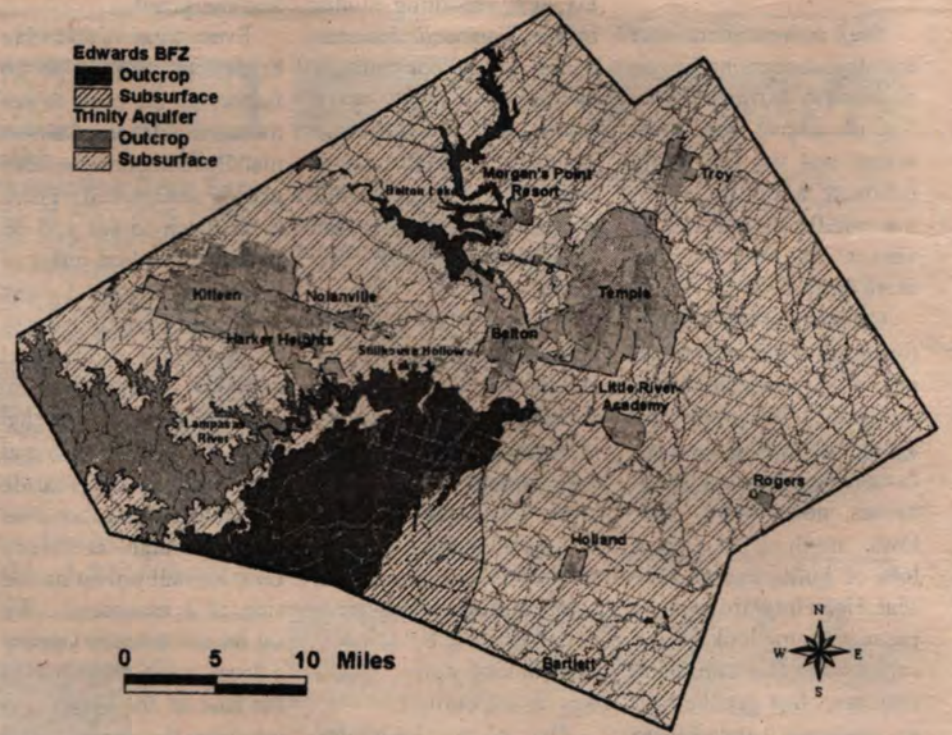 Edwards BFZ
Outcrop
Subsurface
Trinity Aquifer
Outcrop
Subsurface
Belton Lake
Morgan's Point
Resort
Troy
Killeen
Nolanville
Temple
Harker Heights
Stillhouse Hollow
Belton
Little River-
Academy
Lampasas
River
Rogers
Holland
Bartlett
0 5 10 Miles
N
W E
S